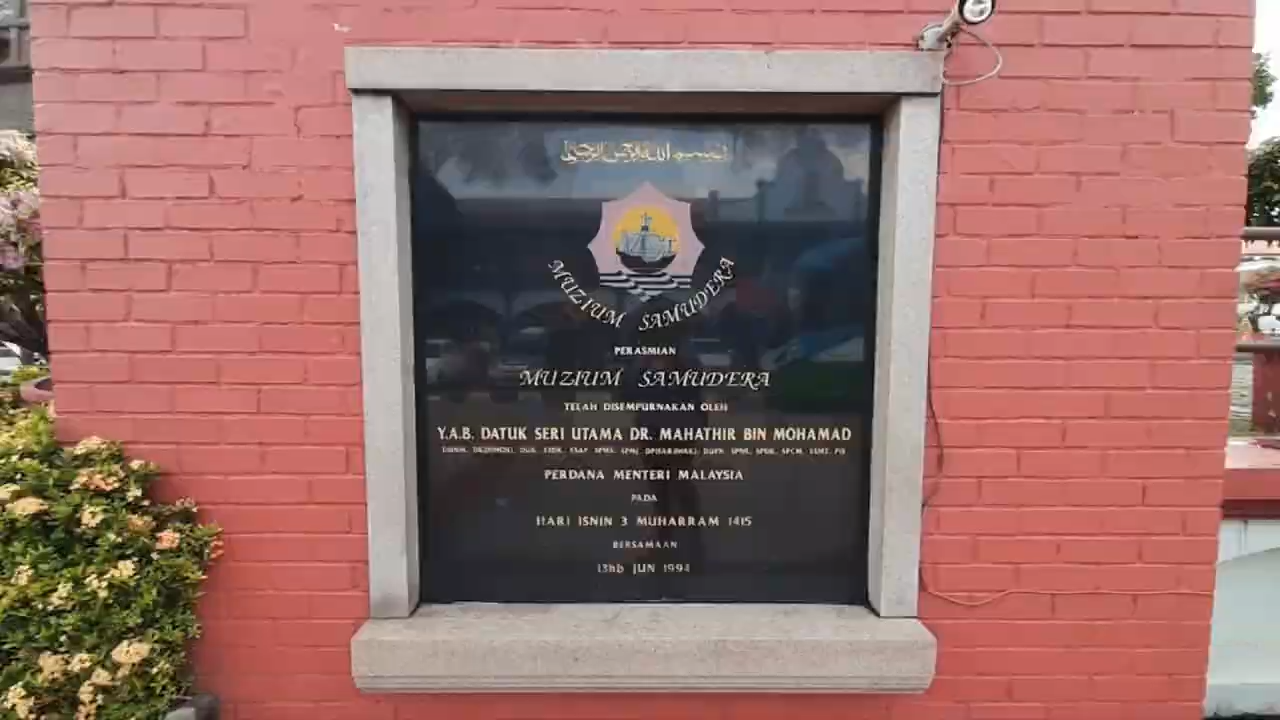 بسم الله الرحمن الرحيم
MUZIUM SAMUDERA
PERASMIAN
MUZIUM SAMUDERA
TELAH DISEMPURNAKAN OLEH
Y.A.B. DATUK SERI UTAMA DR. MAHATHIR BIN MOHAMAD
PERDANA MENTERI MALAYSIA
PADA
HARI ISNIN 3 MUHARRAM 1415
BERSAMAAN
13hb JUN 1994